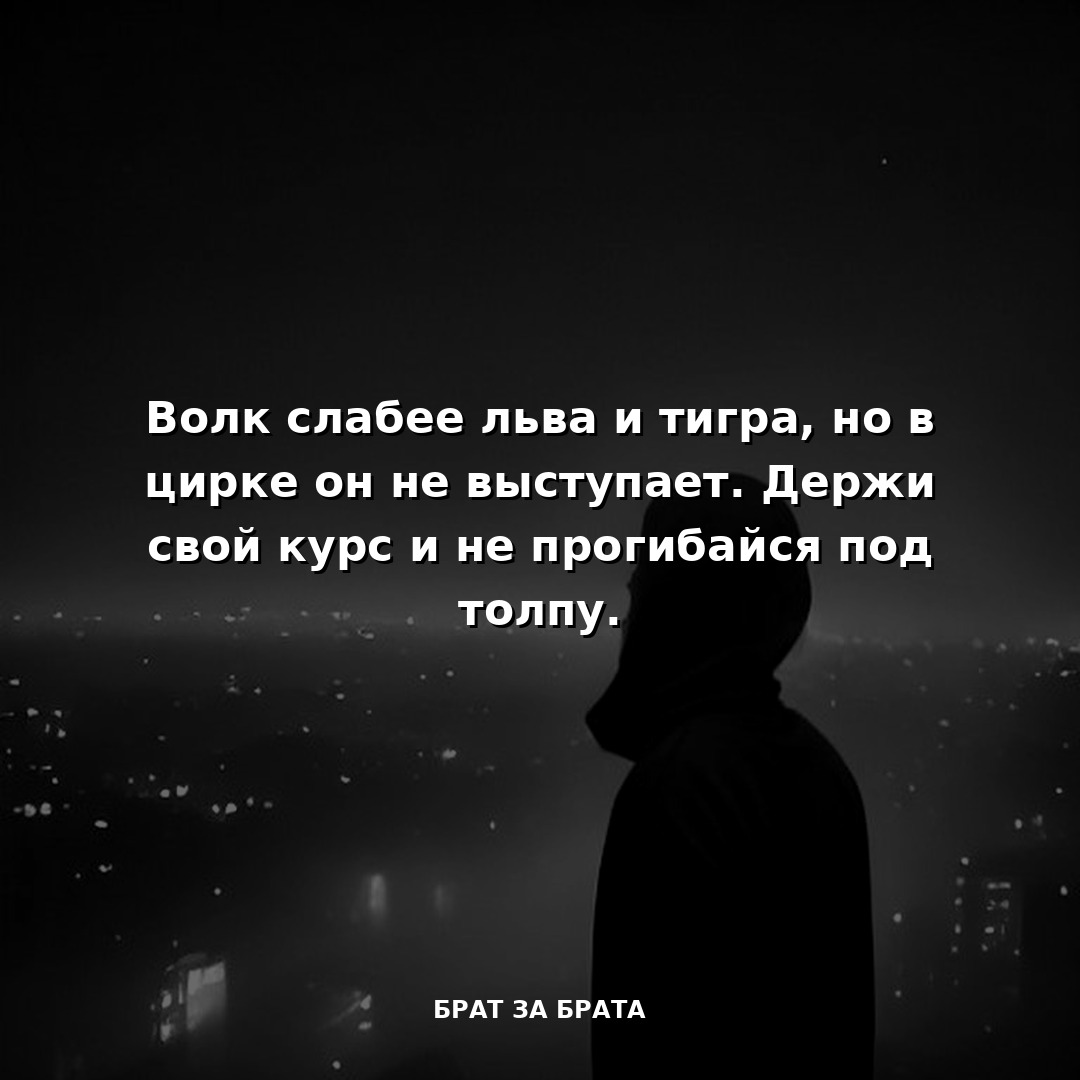 Волк слабее льва и тигра, но в
цирке он не выступает. Держи
свой курс и не прогибайся под
толпу.
БРАТ ЗА БРАТА